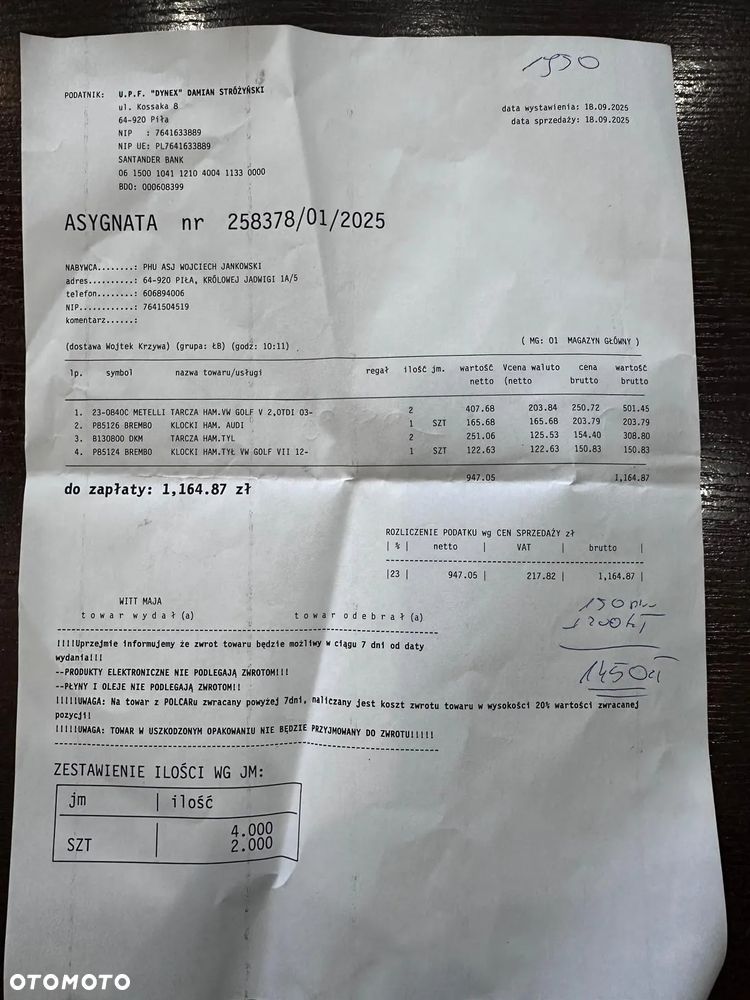 1950
PODATNIK: U.P.F. "DYNEX" DAMIAN STRÓŻYŃSKI
ul. Kossaka 8
64-920 Piła
NIP : 7641633889
NIP UE: PL7641633889
SANTANDER BANK
06 1500 1041 1210 4004 1133 0000
BDO: 000608399
data wystawienia: 18.09.2025
data sprzedaży: 18.09.2025
ASYGNATA nr 258378/01/2025
NABYWCA........: PHU ASJ WOJCIECH JANKOWSKI
adres..........: 64-920 PIŁA, KRÓLOWEJ JADWIGI 1A/5
telefon........: 606894006
NIP............: 7641504519
komentarz......:
(dostawa Wojtek Krzywa) (grupa: ŁB) (godz: 10:11) ( MG: 01 MAGAZYN GŁÓWNY )
lp. symbol nazwa towaru/usługi regał ilość jm. wartość Vcena waluto cena wartość
netto (netto brutto brutto
1. 23-0840C METELLI TARCZA HAM.VW GOLF V 2,0TDI 03- 2 407.68 203.84 250.72 501.45
2. P85126 BREMBO KLOCKI HAM. AUDI 1 SZT 165.68 165.68 203.79 203.79
3. B130800 DKM TARCZA HAM.TYL 2 251.06 125.53 154.40 308.80
4. P85124 BREMBO KLOCKI HAM.TYŁ VW GOLF VII 12- 1 SZT 122.63 122.63 150.83 150.83
947.05 1,164.87
do zapłaty: 1,164.87 zł
ROZLICZENIE PODATKU wg CEN SPRZEDAŻY zł
| % | netto | VAT | brutto |
|23 | 947.05 | 217.82 | 1,164.87 |
WITT MAJA
towar wydał(a) towar odebrał(a)
1200
1450zł
!!!!Uprzejmie informujemy że zwrot towaru będzie możliwy w ciągu 7 dni od daty
wydania!!!
--PRODUKTY ELEKTRONICZNE NIE PODLEGAJĄ ZWROTOM!!!
--PŁYNY I OLEJE NIE PODLEGAJĄ ZWROTOM!!
!!!!!UWAGA: Na towar z POLCARu zwracany powyżej 7dni, naliczany jest koszt zwrotu towaru w wysokości 20% wartości zwracanej
pozycji!
!!!!!UWAGA: TOWAR W USZKODZONYM OPAKOWANIU NIE BĘDZIE PRZYJMOWANY DO ZWROTU!!!!!
ZESTAWIENIE ILOŚCI WG JM:
jm | ilość
4.000
SZT | 2.000
OTOMOTO